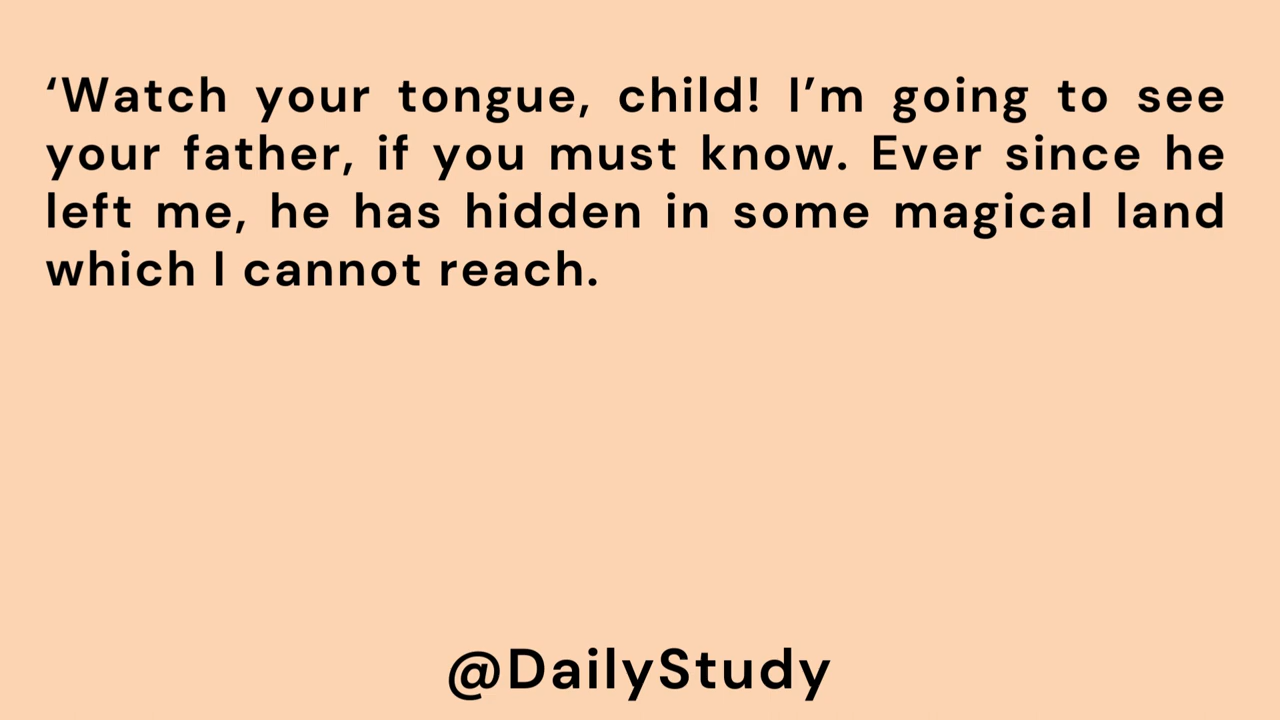 ‘Watch your tongue, child! I’m going to see
your father, if you must know. Ever since he
left me, he has hidden in some magical land
which I cannot reach.
@DailyStudy